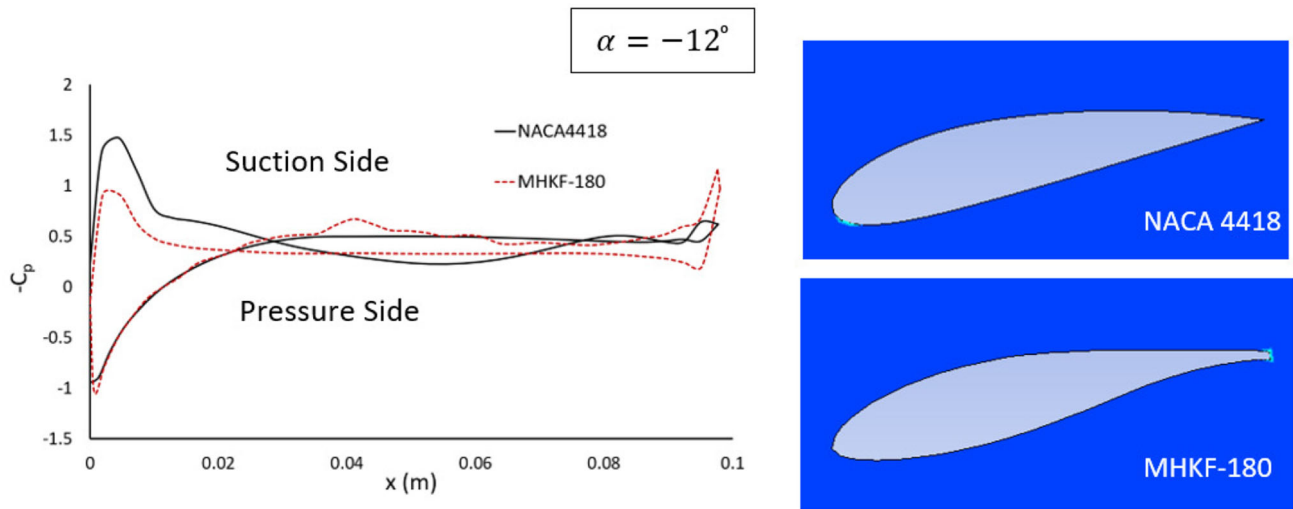 α = −12°
2
1.5
1
0.5
0
-0.5
-1
-1.5
-Cp
0
0.02
0.04
0.06
0.08
0.1
x (m)
NACA4418
MHKF-180
Suction Side
Pressure Side
NACA 4418
MHKF-180